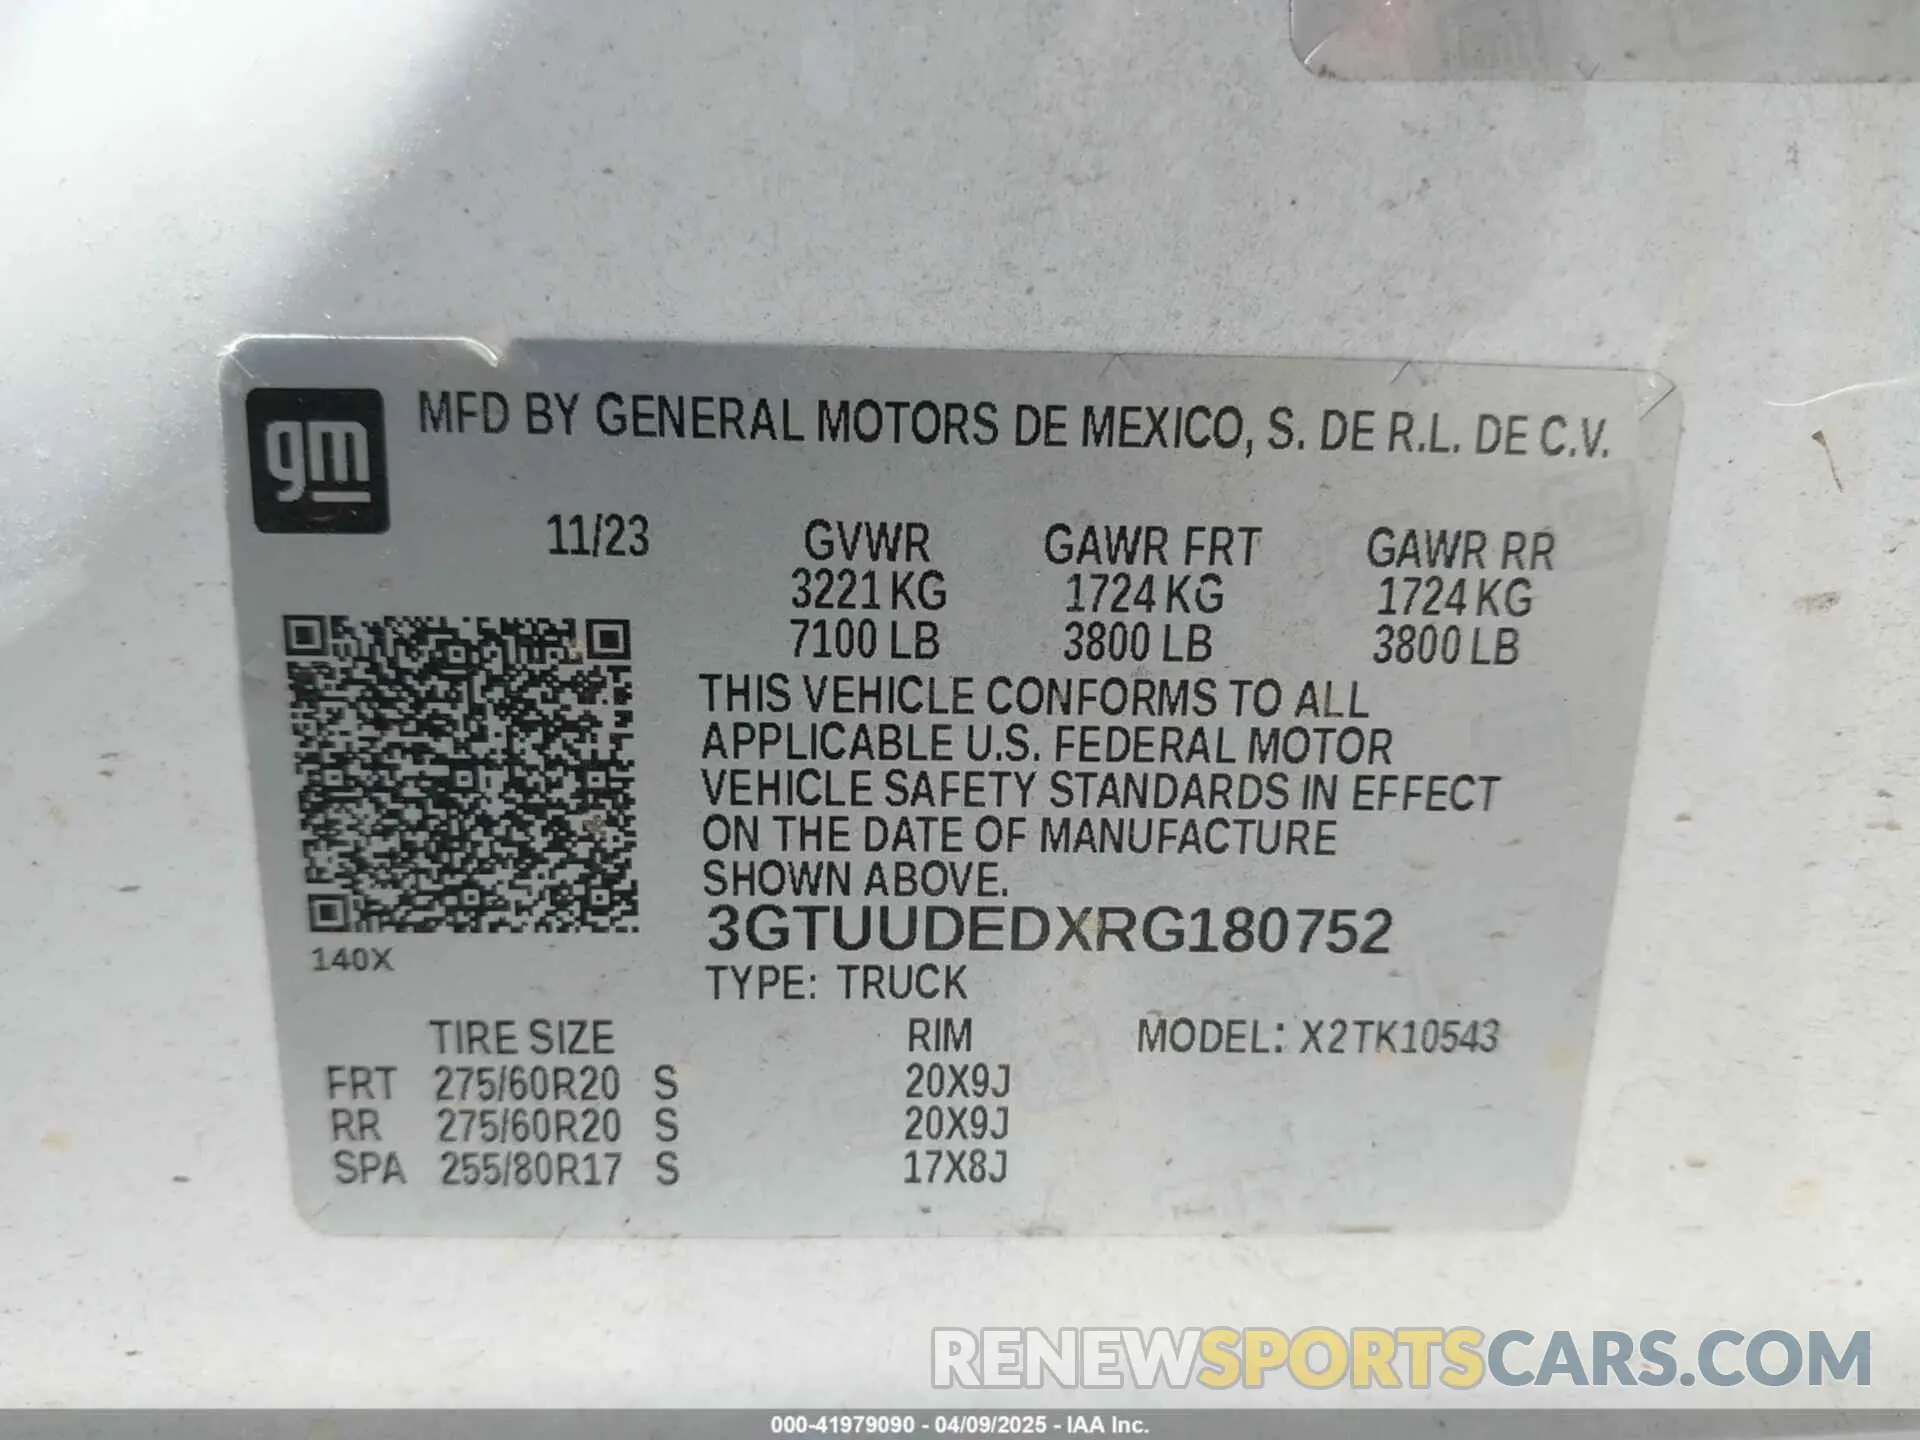 gm
MFD BY GENERAL MOTORS DE MEXICO, S. DE R.L. DE C.V.
11/23 GVWR GAWR FRT GAWR RR
3221 KG 1724 KG 1724 KG
7100 LB 3800 LB 3800 LB
THIS VEHICLE CONFORMS TO ALL
APPLICABLE U.S. FEDERAL MOTOR
VEHICLE SAFETY STANDARDS IN EFFECT
ON THE DATE OF MANUFACTURE
SHOWN ABOVE.
3GTUUDEDXRG180752
140X
TYPE: TRUCK
TIRE SIZE RIM MODEL: X2TK10543
FRT 275/60R20 S 20X9J
RR 275/60R20 S 20X9J
SPA 255/80R17 S 17X8J
RENEWSPORTSCARS.COM
000-41979090 - 04/09/2025 - IAA Inc.